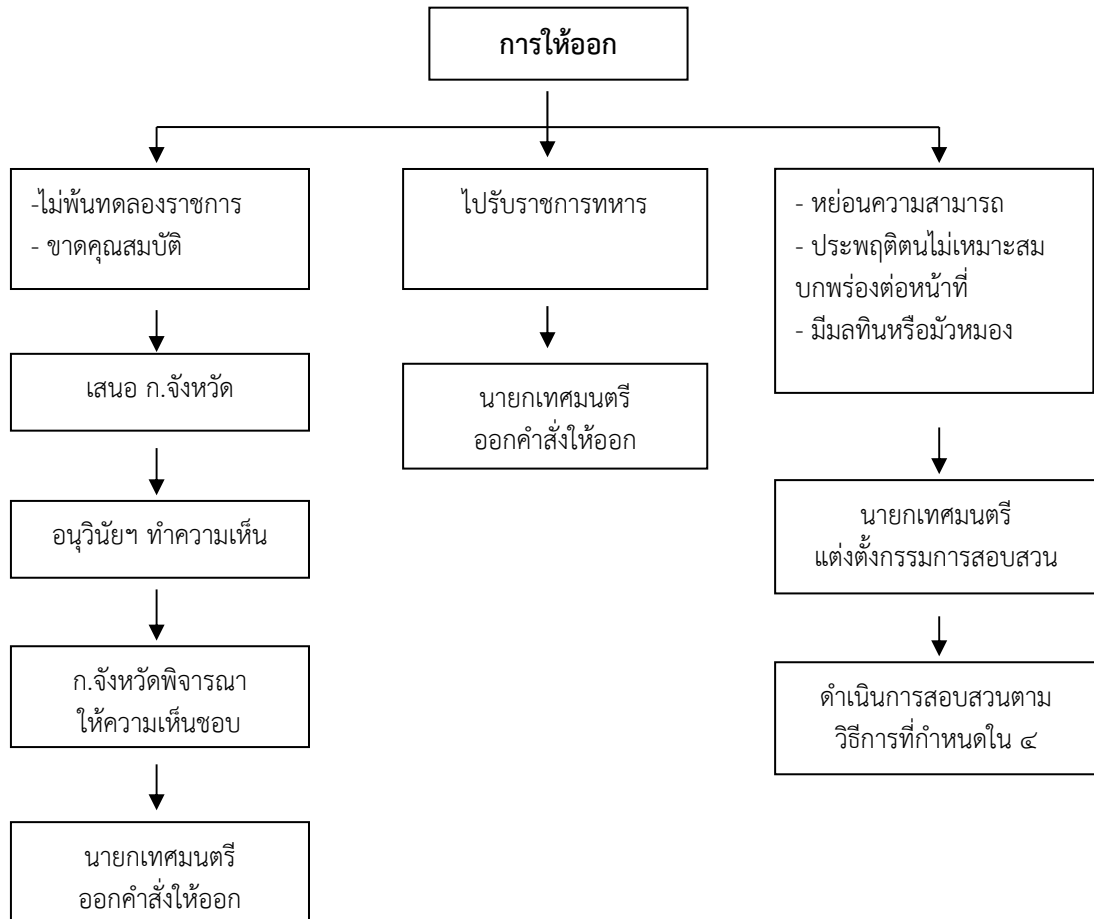 การให้ออก
-ไม่พ้นทดลองราชการ
- ขาดคุณสมบัติ
เสนอ ก.จังหวัด
อนุวินัยฯ ทำความเห็น
ก.จังหวัดพิจารณา
ให้ความเห็นชอบ
นายกเทศมนตรี
ออกคำสั่งให้ออก
ไปรับราชการทหาร
นายกเทศมนตรี
ออกคำสั่งให้ออก
- หย่อนความสามารถ
- ประพฤติตนไม่เหมาะสม
บกพร่องต่อหน้าที่
- มีมลทินหรือมัวหมอง
นายกเทศมนตรี
แต่งตั้งกรรมการสอบสวน
ดำเนินการสอบสวนตาม
วิธีการที่กำหนดใน ๔